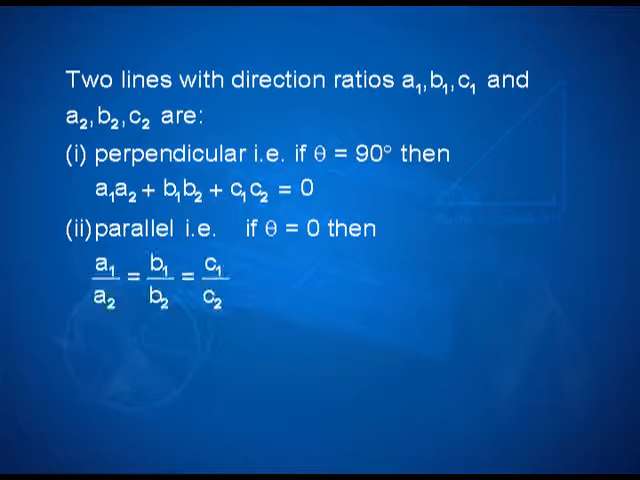 Two lines with direction ratios a₁,b₁,c₁ and
a₂,b₂,c₂ are:
(i) perpendicular i.e. if θ = 90° then
a₁a₂ + b₁b₂ + c₁c₂ = 0
(ii) parallel i.e. if θ = 0 then
a₁/a₂ = b₁/b₂ = c₁/c₂